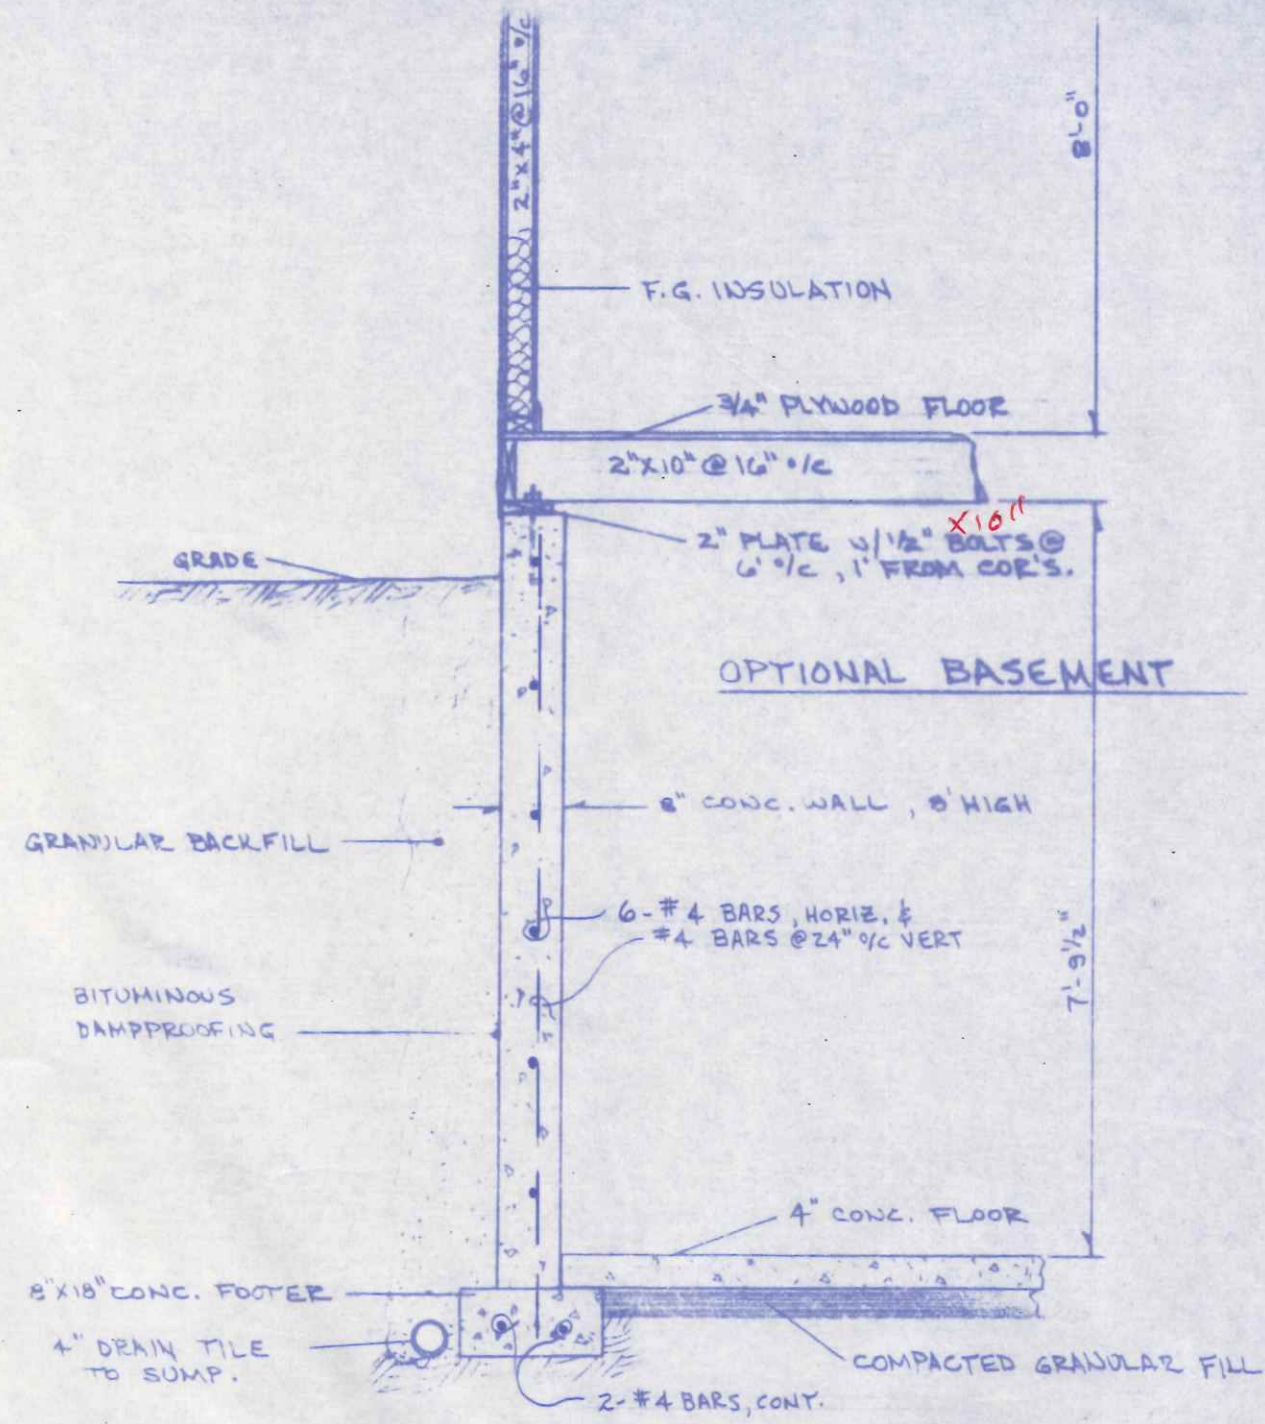 2"x4"@16" o/c
8'-0"
F.G. INSULATION
3/4" PLYWOOD FLOOR
2"X10"@16" o/c
X10"
2" PLATE w/ 1/2" BOLTS @
6' o/c, 1' FROM COR'S.
GRADE
OPTIONAL BASEMENT
8" CONC. WALL, 8' HIGH
GRANULAR BACKFILL
6-#4 BARS, HORIZ. &
#4 BARS @24" o/c VERT
7'-9 1/2"
BITUMINOUS
DAMPPROOFING
4" CONC. FLOOR
8"X18" CONC. FOOTER
4" DRAIN TILE
TO SUMP.
COMPACTED GRANULAR FILL
2-#4 BARS, CONT.